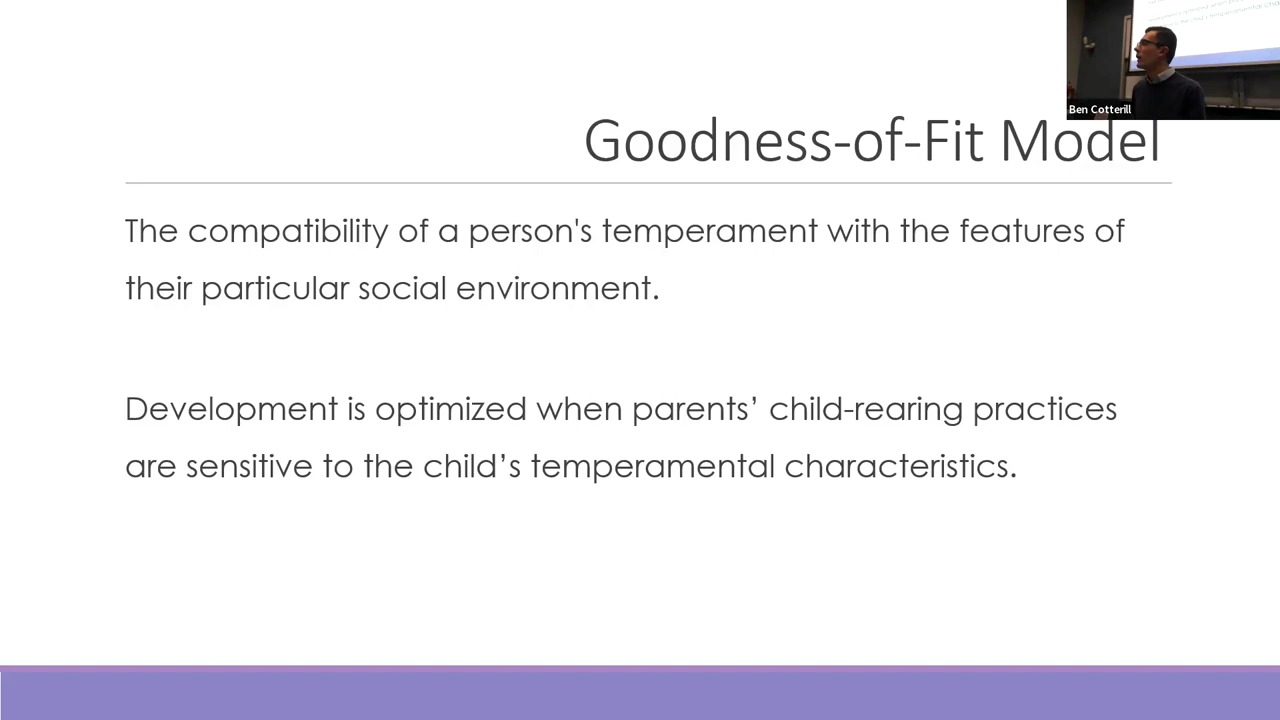 Ben Cotterill
Goodness-of-Fit Model
The compatibility of a person's temperament with the features of
their particular social environment.
Development is optimized when parents’ child-rearing practices
are sensitive to the child’s temperamental characteristics.